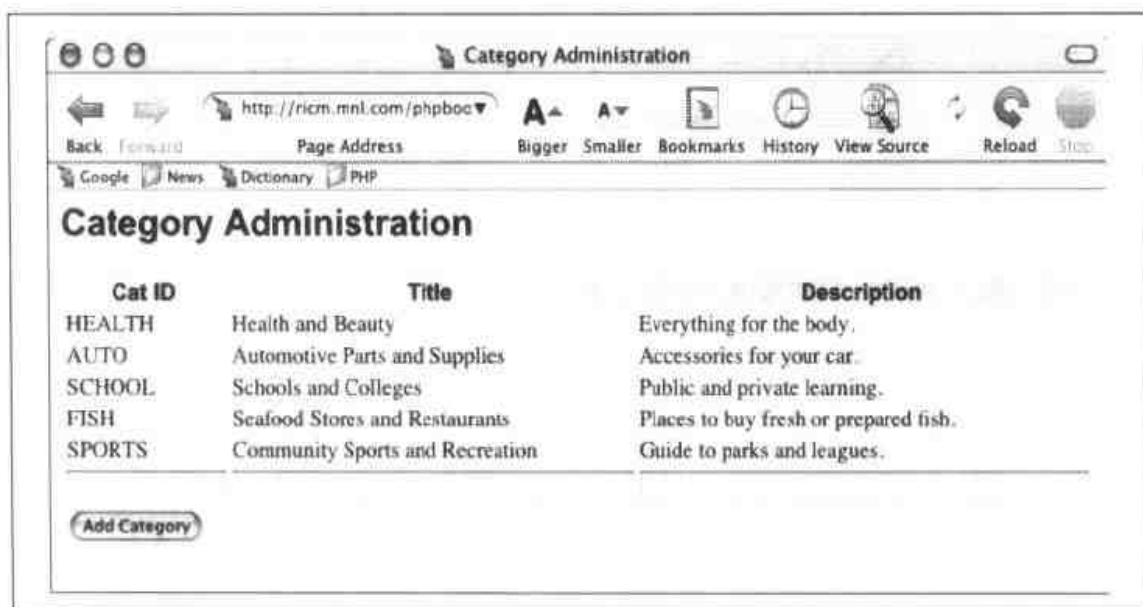 Category Administration
http://ricm.mnl.com/phpboc
A A
Back Forward Page Address Bigger Smaller Bookmarks History View Source Reload Stop
Google News Dictionary PHP
Category Administration
Cat ID Title Description
HEALTH Health and Beauty Everything for the body.
AUTO Automotive Parts and Supplies Accessories for your car.
SCHOOL Schools and Colleges Public and private learning.
FISH Seafood Stores and Restaurants Places to buy fresh or prepared fish.
SPORTS Community Sports and Recreation Guide to parks and leagues.
Add Category